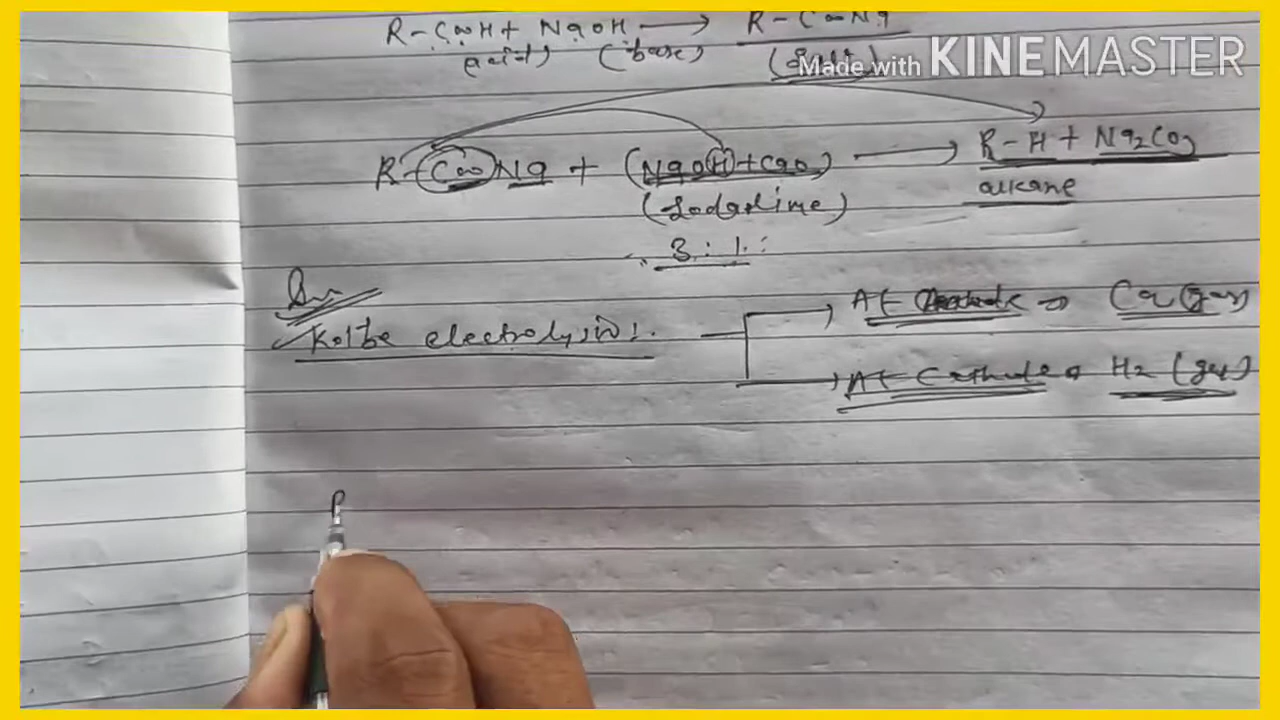 R-COOH + NaOH → R-COONa
(acid) (base) (salt)
Made with KINEMASTER
R-COONa + (NaOH+CaO) → R-H + Na2CO3
alkane
(Sodalime)
3:1:
Kolbe electrolysis:. At ⇒ CO2 (gas)
At Cathode ⇒ H2 (gas)
R